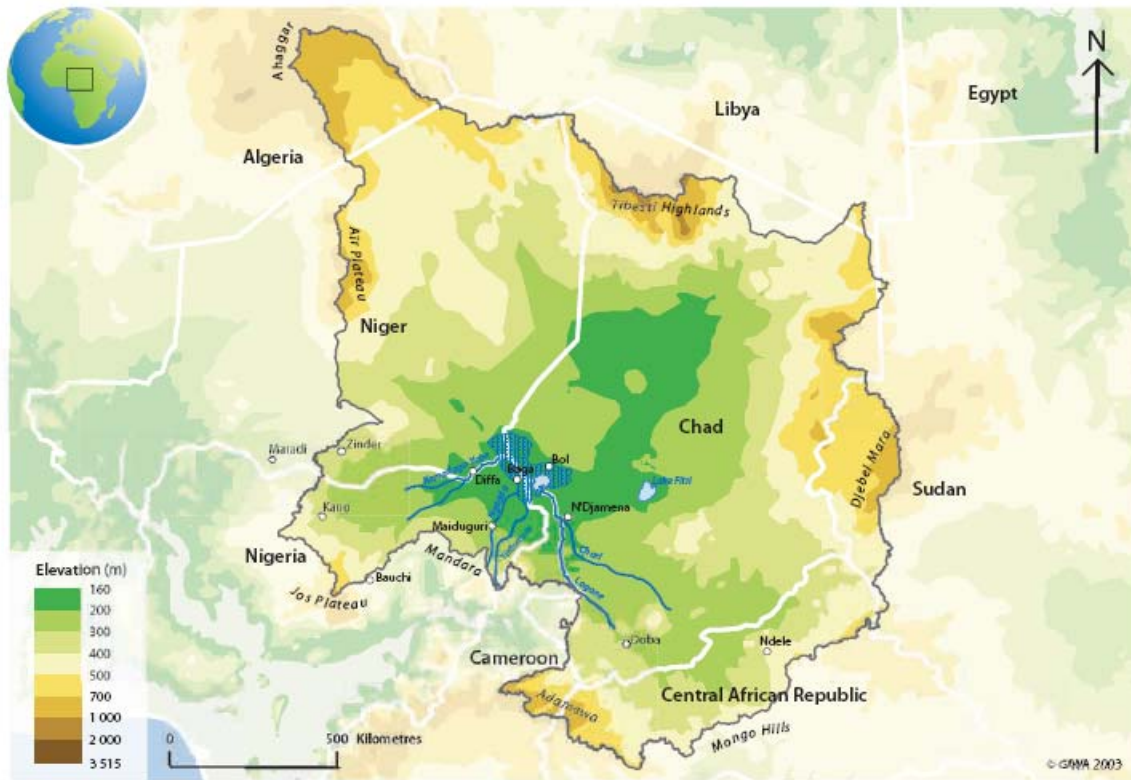 N
Ahaggar
Libya
Egypt
Algeria
Tibesti Highlands
Air Plateau
Niger
Chad
Maradi
Zinder
Bol
Baga
Diffa
Lake Fitri
Djebel Mara
Sudan
Kano
N'Djamena
Maiduguri
Chari
Nigeria
Mandara
Logone
Bauchi
Jos Plateau
Doba
Ndele
Cameroon
Central African Republic
Adamawa
Mongo Hills
Elevation (m)
160
200
300
400
500
700
1 000
2 000
3 515
0 500 Kilometres
© GIWA 2003